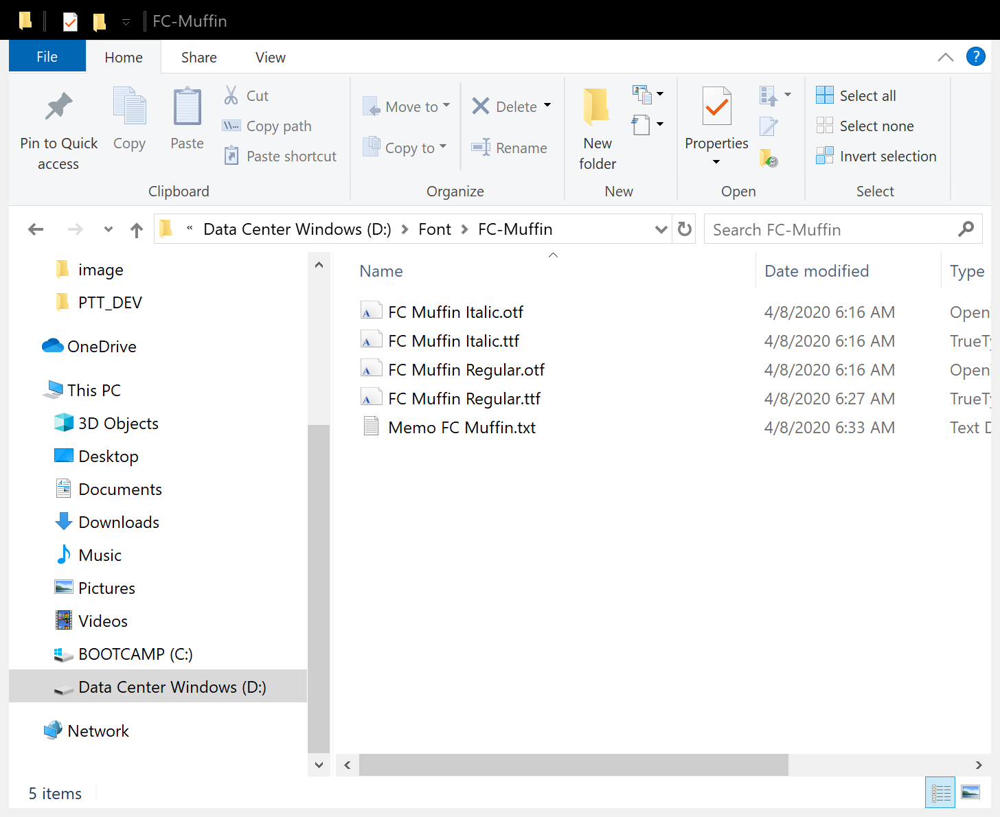 FC-Muffin
File Home Share View
Pin to Quick access
Copy
Paste
Cut
Copy path
Paste shortcut
Clipboard
Move to
Copy to
Delete
Rename
Organize
New folder
New
Properties
Open
Select all
Select none
Invert selection
Select
« Data Center Windows (D:) > Font > FC-Muffin
Search FC-Muffin
image
PTT_DEV
OneDrive
This PC
3D Objects
Desktop
Documents
Downloads
Music
Pictures
Videos
BOOTCAMP (C:)
Data Center Windows (D:)
Network
Name Date modified Type
FC Muffin Italic.otf 4/8/2020 6:16 AM Open
FC Muffin Italic.ttf 4/8/2020 6:16 AM TrueTy
FC Muffin Regular.otf 4/8/2020 6:16 AM Open
FC Muffin Regular.ttf 4/8/2020 6:27 AM TrueTy
Memo FC Muffin.txt 4/8/2020 6:33 AM Text D
5 items